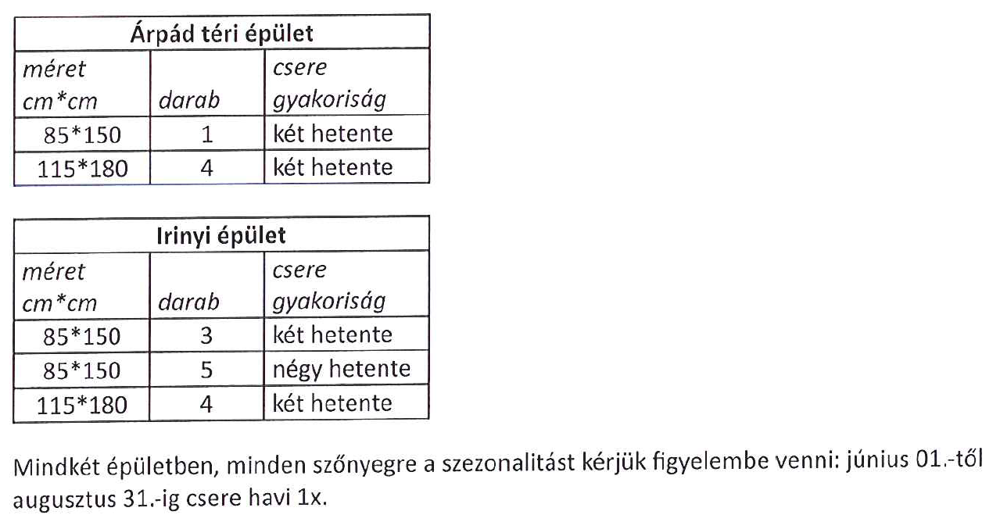 Árpád téri épület
méret cm*cm darab csere gyakoriság
85*150 1 két hetente
115*180 4 két hetente
Irinyi épület
méret cm*cm darab csere gyakoriság
85*150 3 két hetente
85*150 5 négy hetente
115*180 4 két hetente
Mindkét épületben, minden szőnyegre a szezonalitást kérjük figyelembe venni: június 01.-től
augusztus 31.-ig csere havi 1x.